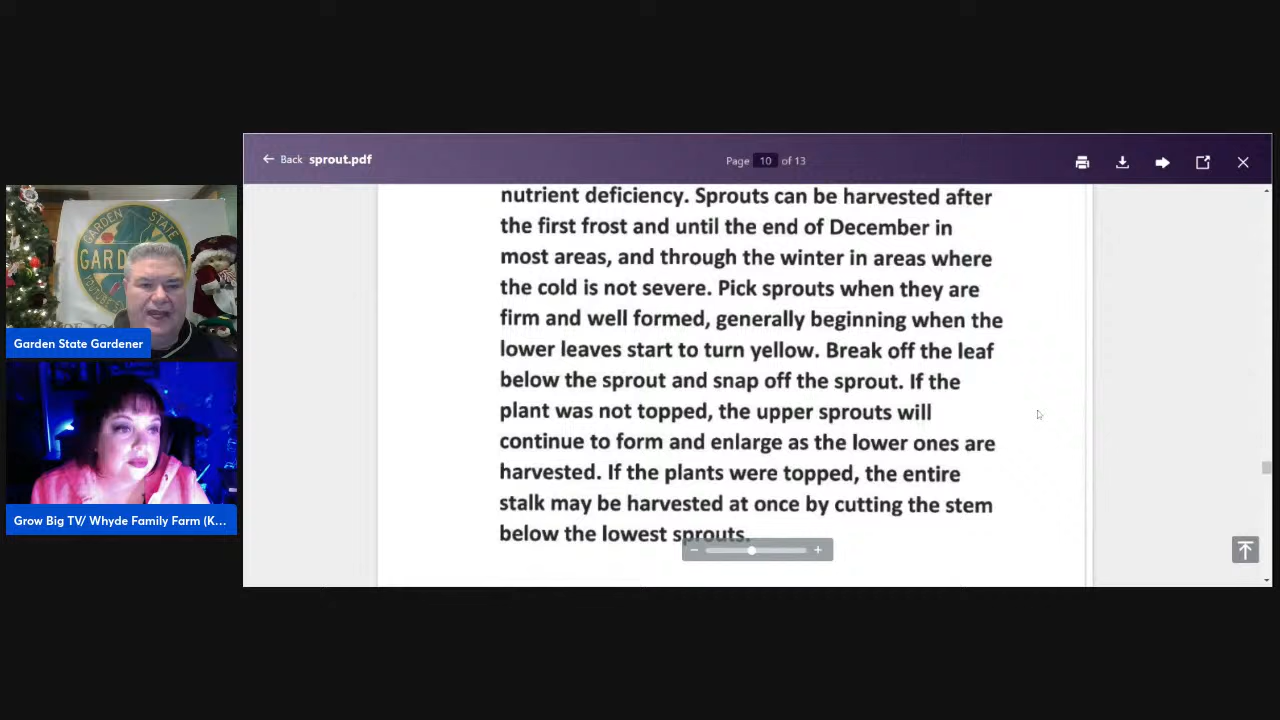 Back sprout.pdf
Page 10 of 13
nutrient deficiency. Sprouts can be harvested after
the first frost and until the end of December in
most areas, and through the winter in areas where
the cold is not severe. Pick sprouts when they are
firm and well formed, generally beginning when the
lower leaves start to turn yellow. Break off the leaf
below the sprout and snap off the sprout. If the
plant was not topped, the upper sprouts will
continue to form and enlarge as the lower ones are
harvested. If the plants were topped, the entire
stalk may be harvested at once by cutting the stem
below the lowest sprouts.
GARDEN STATE
GARD
Garden State Gardener
Grow Big TV/ Whyde Family Farm (K...